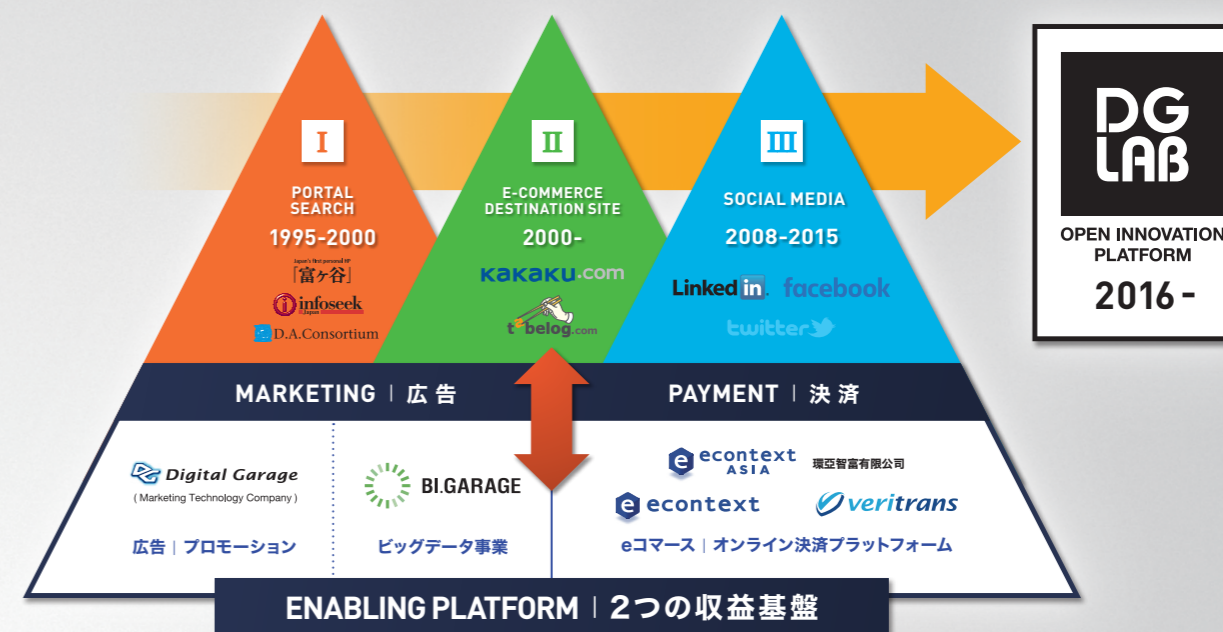 I
PORTAL
SEARCH
1995-2000
Japan's first personal HP
「富ヶ谷」
infoseek
Japan
D.A.Consortium
II
E-COMMERCE
DESTINATION SITE
2000-
KaKaKU.com
tabelog.com
III
SOCIAL MEDIA
2008-2015
Linked in.
facebook
twitter
DG
LAB
OPEN INNOVATION
PLATFORM
2016 -
MARKETING | 広告
PAYMENT | 決済
DG Digital Garage
( Marketing Technology Company )
広告 | プロモーション
BI.GARAGE
ビッグデータ事業
e econtext
ASIA
環亞智富有限公司
e econtext
veritrans
eコマース | オンライン決済プラットフォーム
ENABLING PLATFORM | 2つの収益基盤